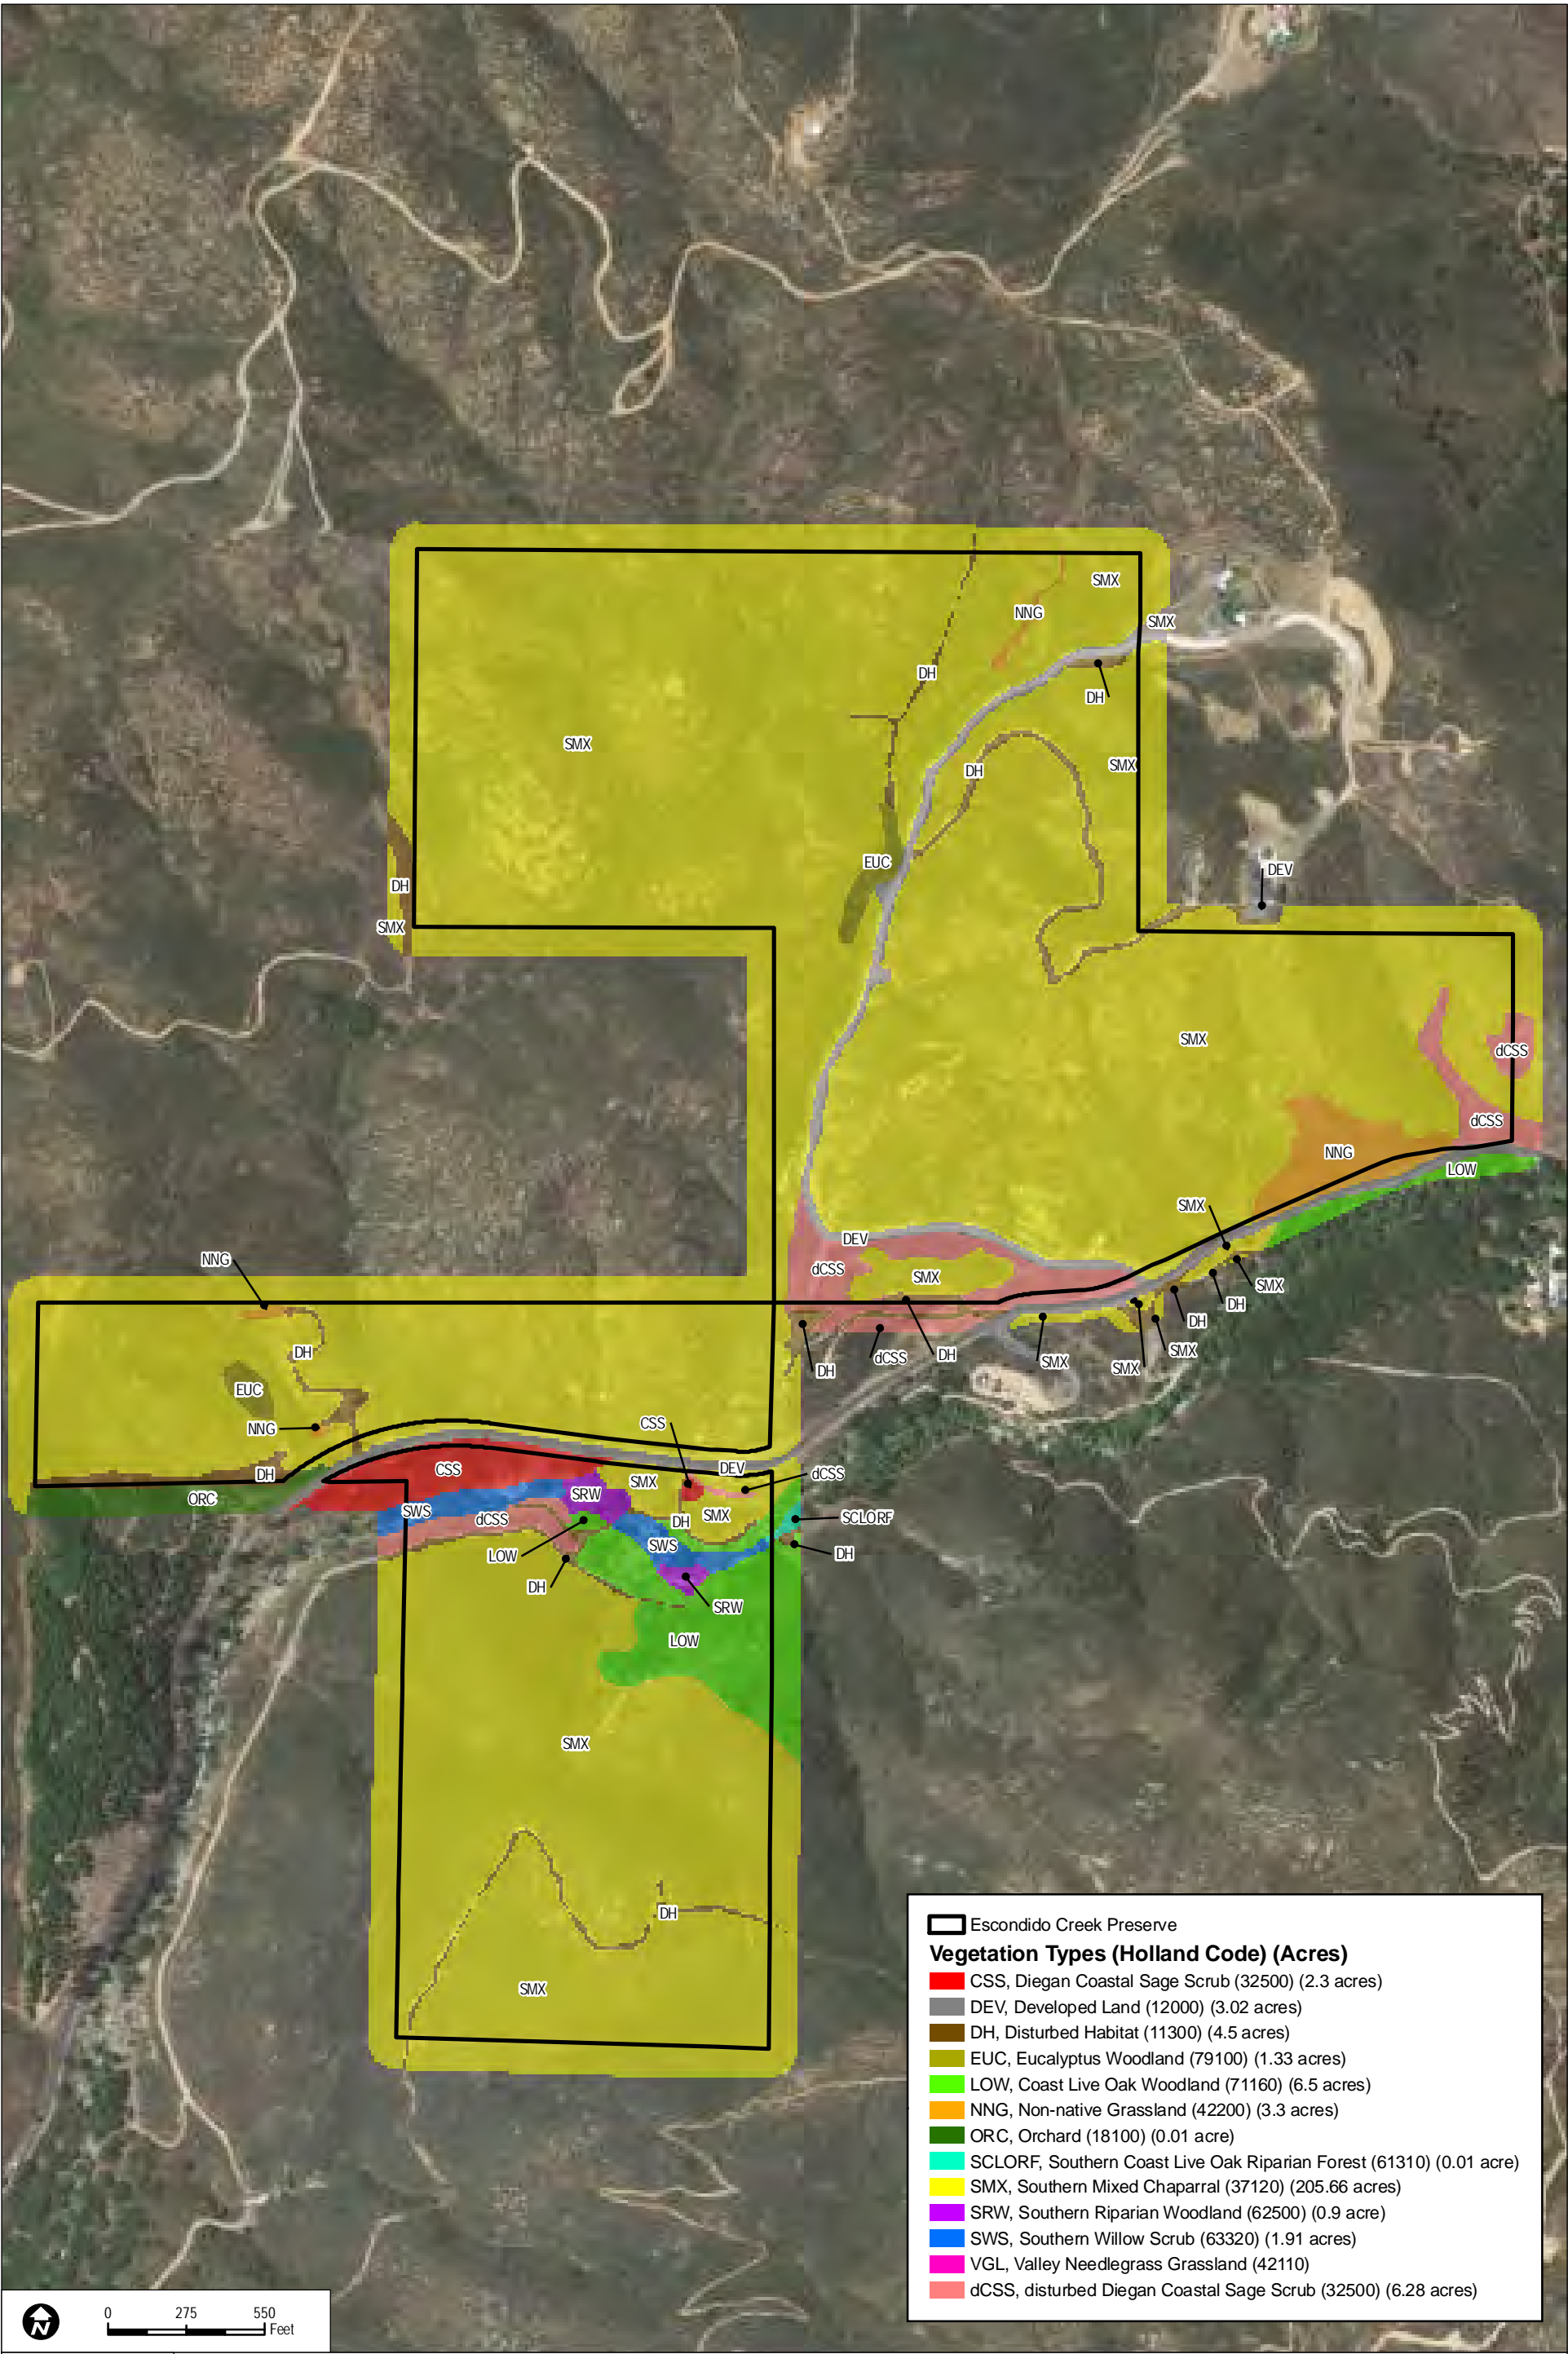 SMX
NNG
SMX
DH
DH
SMX
DH
SMX
EUC
DEV
DH
SMX
SMX
dCSS
dCSS
NNG
LOW
SMX
DEV
NNG
dCSS
SMX
SMX
DH
DH
DH
EUC
SMX
SMX
SMX
DH
dCSS
DH
NNG
CSS
DH
CSS
DEV
dCSS
SMX
SRW
ORC
SWS
dCSS
SMX
SCLORF
DH
SWS
LOW
DH
DH
SRW
LOW
SMX
DH
SMX
Escondido Creek Preserve
Vegetation Types (Holland Code) (Acres)
CSS, Diegan Coastal Sage Scrub (32500) (2.3 acres)
DEV, Developed Land (12000) (3.02 acres)
DH, Disturbed Habitat (11300) (4.5 acres)
EUC, Eucalyptus Woodland (79100) (1.33 acres)
LOW, Coast Live Oak Woodland (71160) (6.5 acres)
NNG, Non-native Grassland (42200) (3.3 acres)
ORC, Orchard (18100) (0.01 acre)
SCLORF, Southern Coast Live Oak Riparian Forest (61310) (0.01 acre)
SMX, Southern Mixed Chaparral (37120) (205.66 acres)
SRW, Southern Riparian Woodland (62500) (0.9 acre)
SWS, Southern Willow Scrub (63320) (1.91 acres)
VGL, Valley Needlegrass Grassland (42110)
dCSS, disturbed Diegan Coastal Sage Scrub (32500) (6.28 acres)
N
0 275 550
Feet